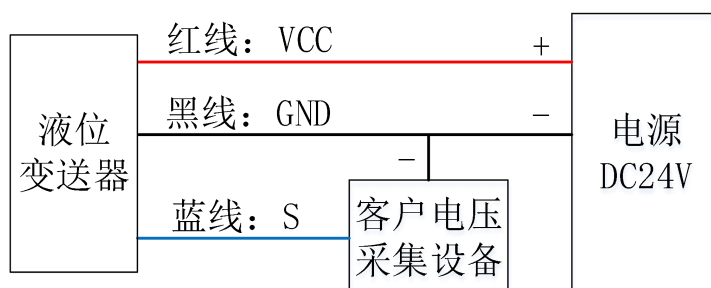 红线：VCC
+
黑线：GND
−
液位
变送器
电源
DC24V
−
蓝线：S
客户电压
采集设备